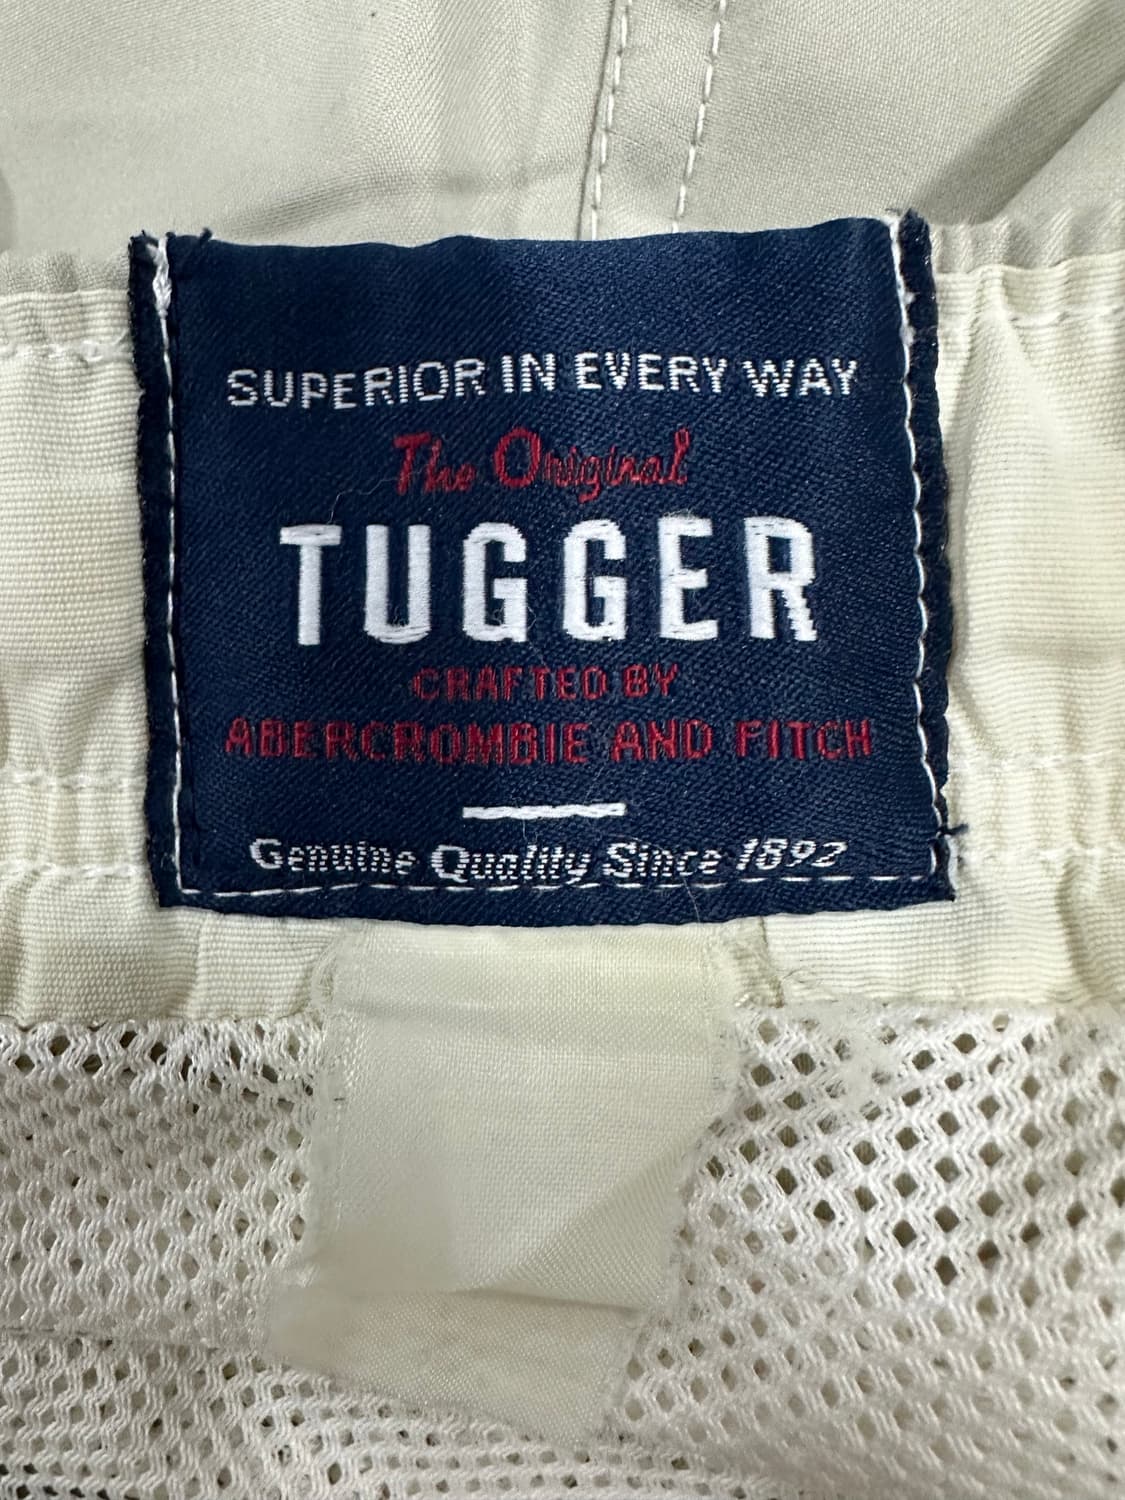 SUPERIOR IN EVERY WAY
The Original
TUGGER
CRAFTED BY
ABERCROMBIE AND FITCH
Genuine Quality Since 1892